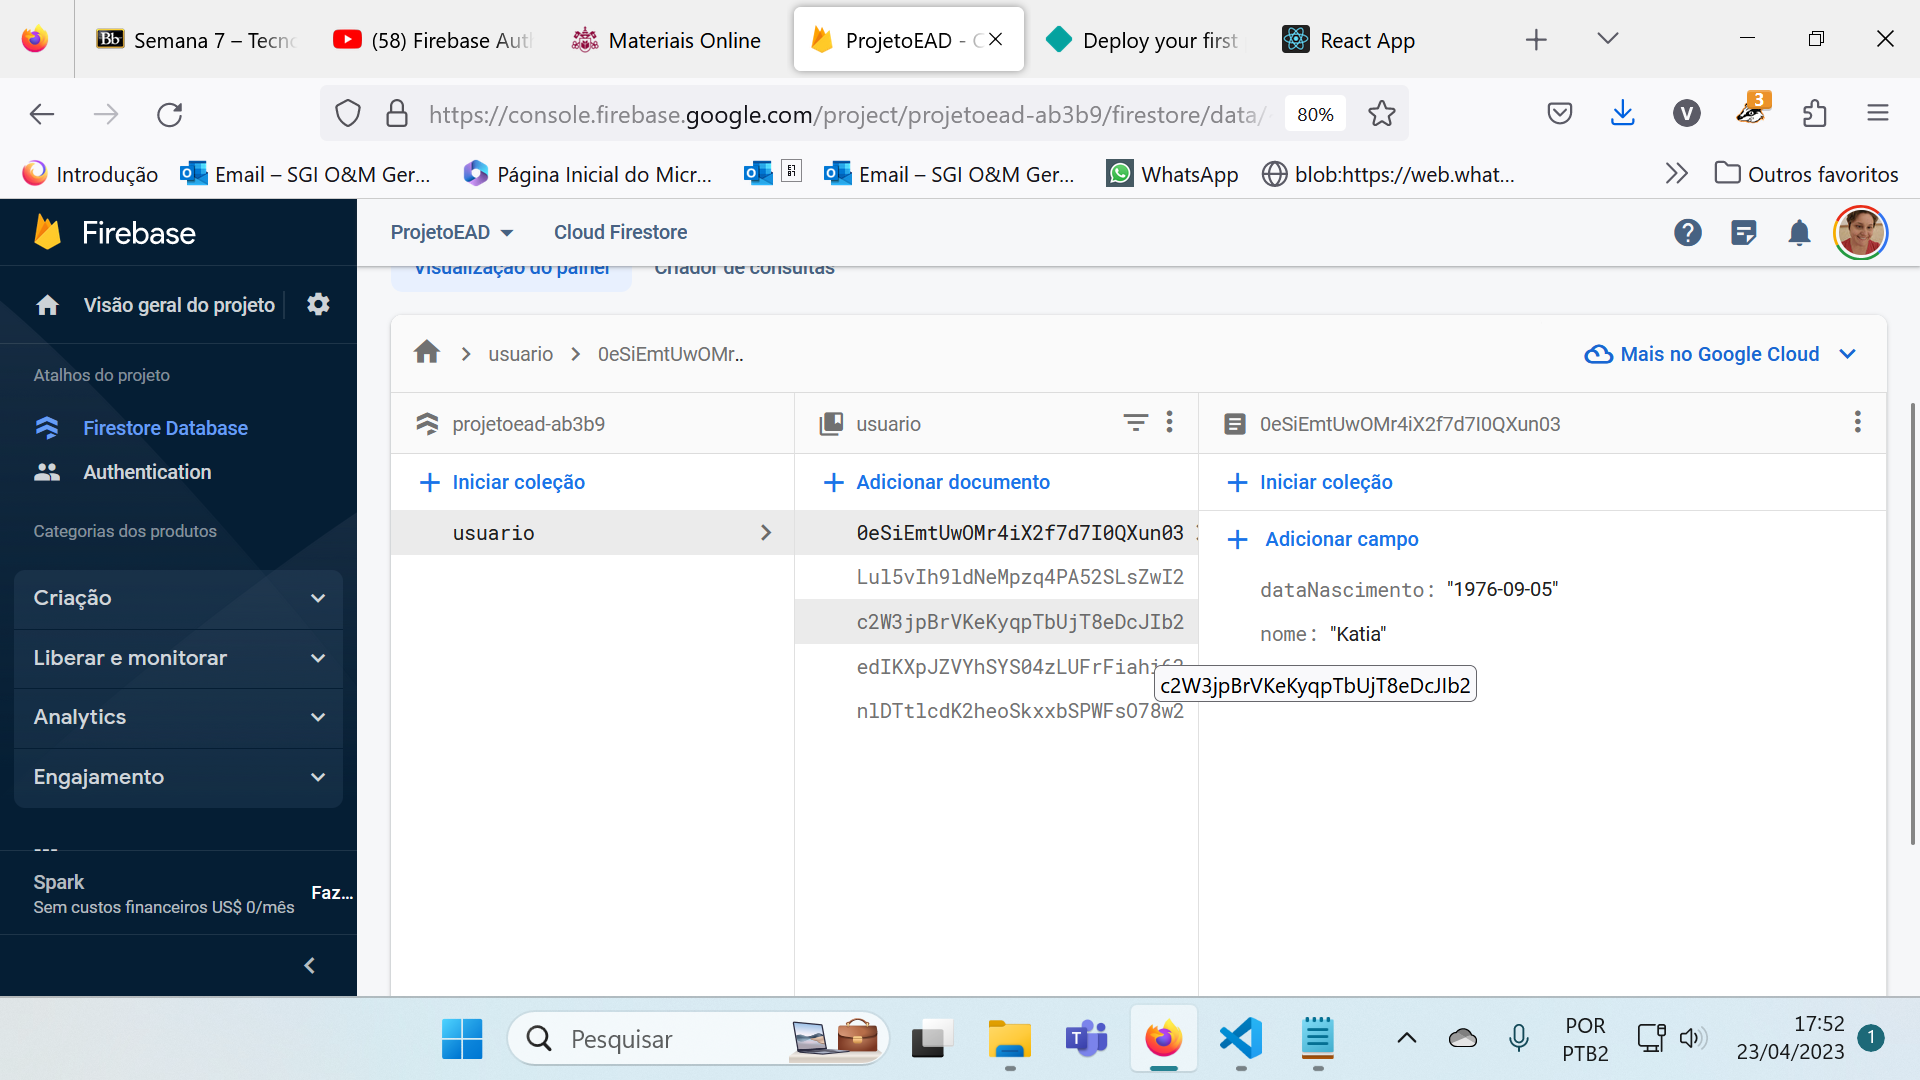 Semana 7 – Tecno
(58) Firebase Auth
Materiais Online
ProjetoEAD - C
Deploy your first
React App
https://console.firebase.google.com/project/projetoead-ab3b9/firestore/data/
80%
V
3
Introdução
Email – SGI O&M Ger...
Página Inicial do Micr...
Email – SGI O&M Ger...
WhatsApp
blob:https://web.what...
Outros favoritos
Firebase
ProjetoEAD
Cloud Firestore
Visualização do painel
Criador de consultas
Visão geral do projeto
Atalhos do projeto
Firestore Database
Authentication
Categorias dos produtos
Criação
Liberar e monitorar
Analytics
Engajamento
Spark
Sem custos financeiros US$ 0/mês
Faz...
usuario
0eSiEmtUwOMr..
Mais no Google Cloud
projetoead-ab3b9
usuario
0eSiEmtUwOMr4iX2f7d7I0QXun03
Iniciar coleção
Adicionar documento
Iniciar coleção
usuario
0eSiEmtUwOMr4iX2f7d7I0QXun03
Lul5vIh9ldNeMpzq4PA52SLsZwI2
c2W3jpBrVKeKyqpTbUjT8eDcJIb2
edIKXpJZVYhSYS04zLUFrFiahi62
nlDTtlcdK2heoSkxxbSPWFsO78w2
Adicionar campo
dataNascimento: "1976-09-05"
nome: "Katia"
c2W3jpBrVKeKyqpTbUjT8eDcJIb2
Pesquisar
POR
PTB2
17:52
23/04/2023
1